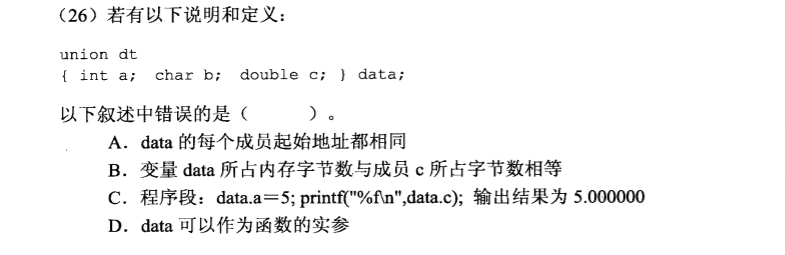 （26）若有以下说明和定义：
union dt
{ int a; char b; double c; } data;
以下叙述中错误的是（　　）。
A．data 的每个成员起始地址都相同
B．变量 data 所占内存字节数与成员 c 所占字节数相等
C．程序段：data.a＝5; printf("%f\n",data.c); 输出结果为 5.000000
D．data 可以作为函数的实参